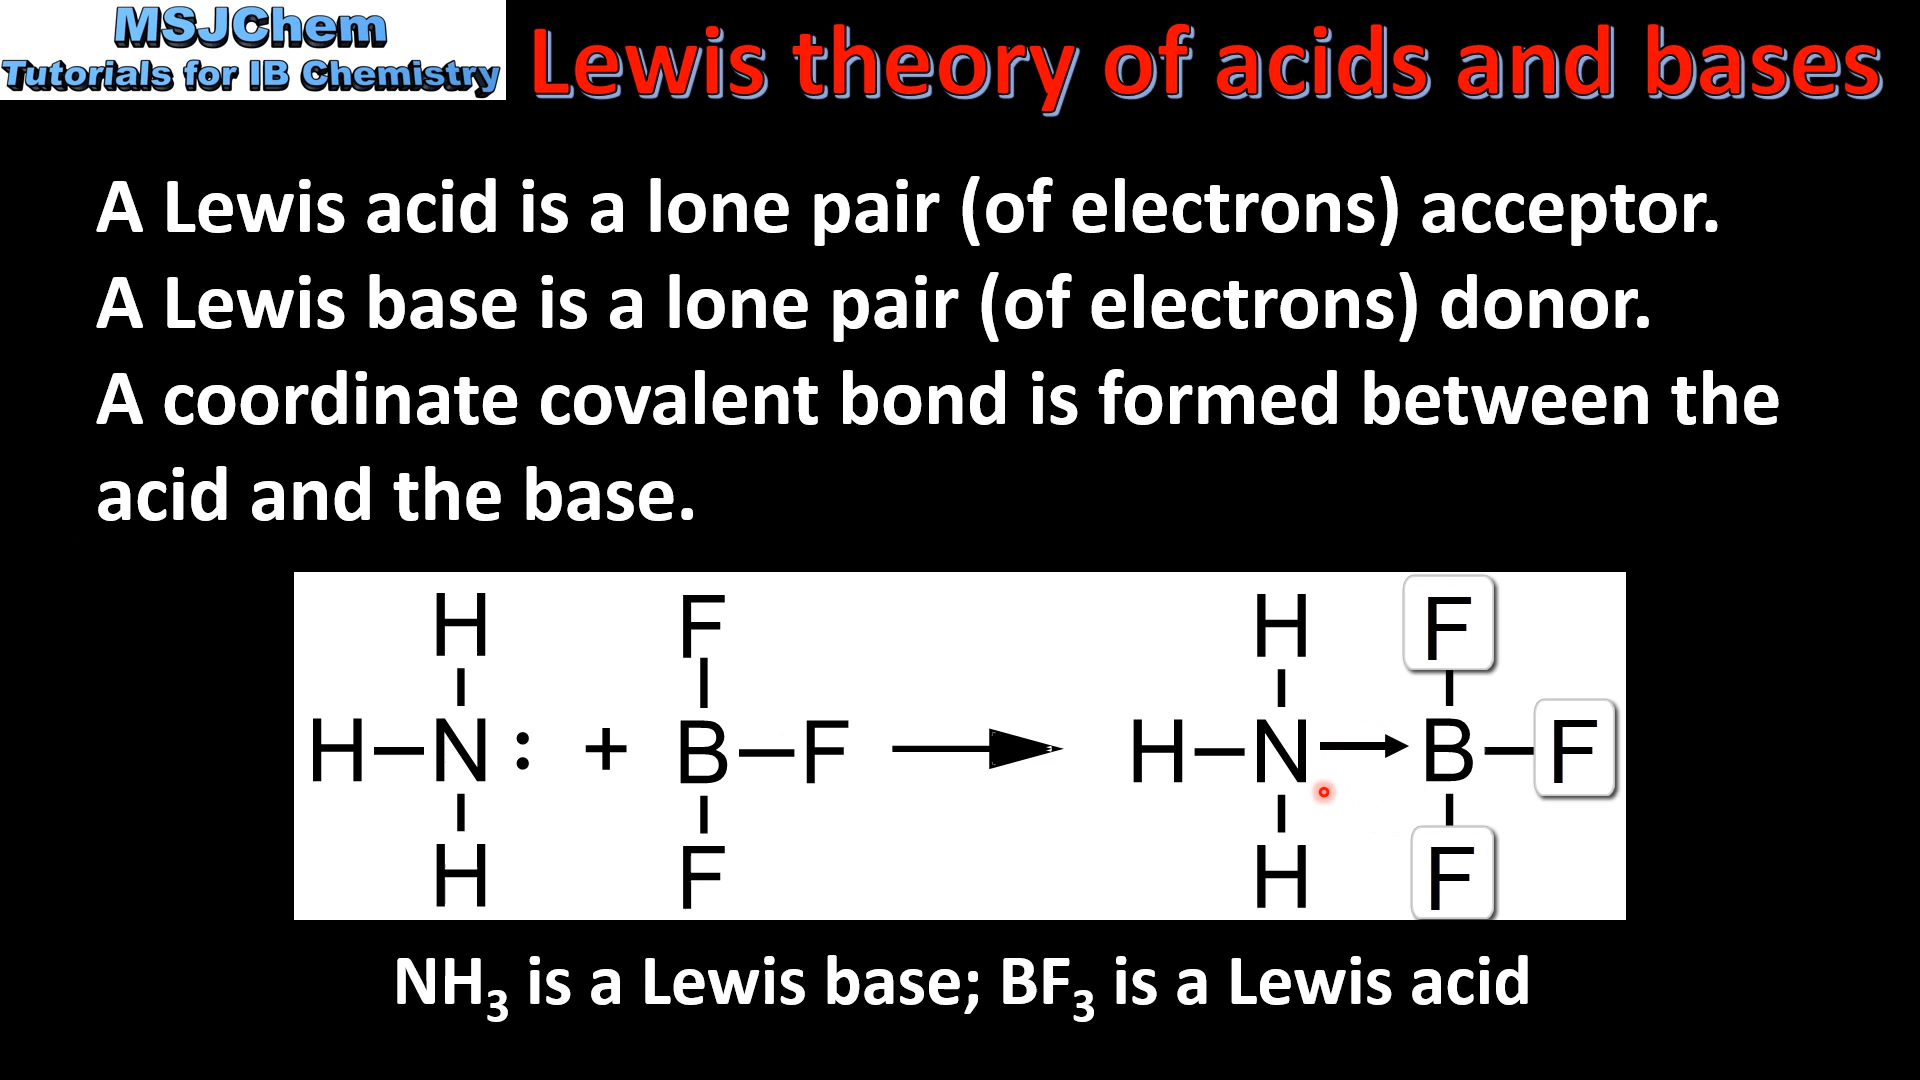 MSJChem
Tutorials for IB Chemistry
Lewis theory of acids and bases
A Lewis acid is a lone pair (of electrons) acceptor.
A Lewis base is a lone pair (of electrons) donor.
A coordinate covalent bond is formed between the
acid and the base.
H F H F
H—N: + B—F → H—N→B—F
H F H F
NH₃ is a Lewis base; BF₃ is a Lewis acid